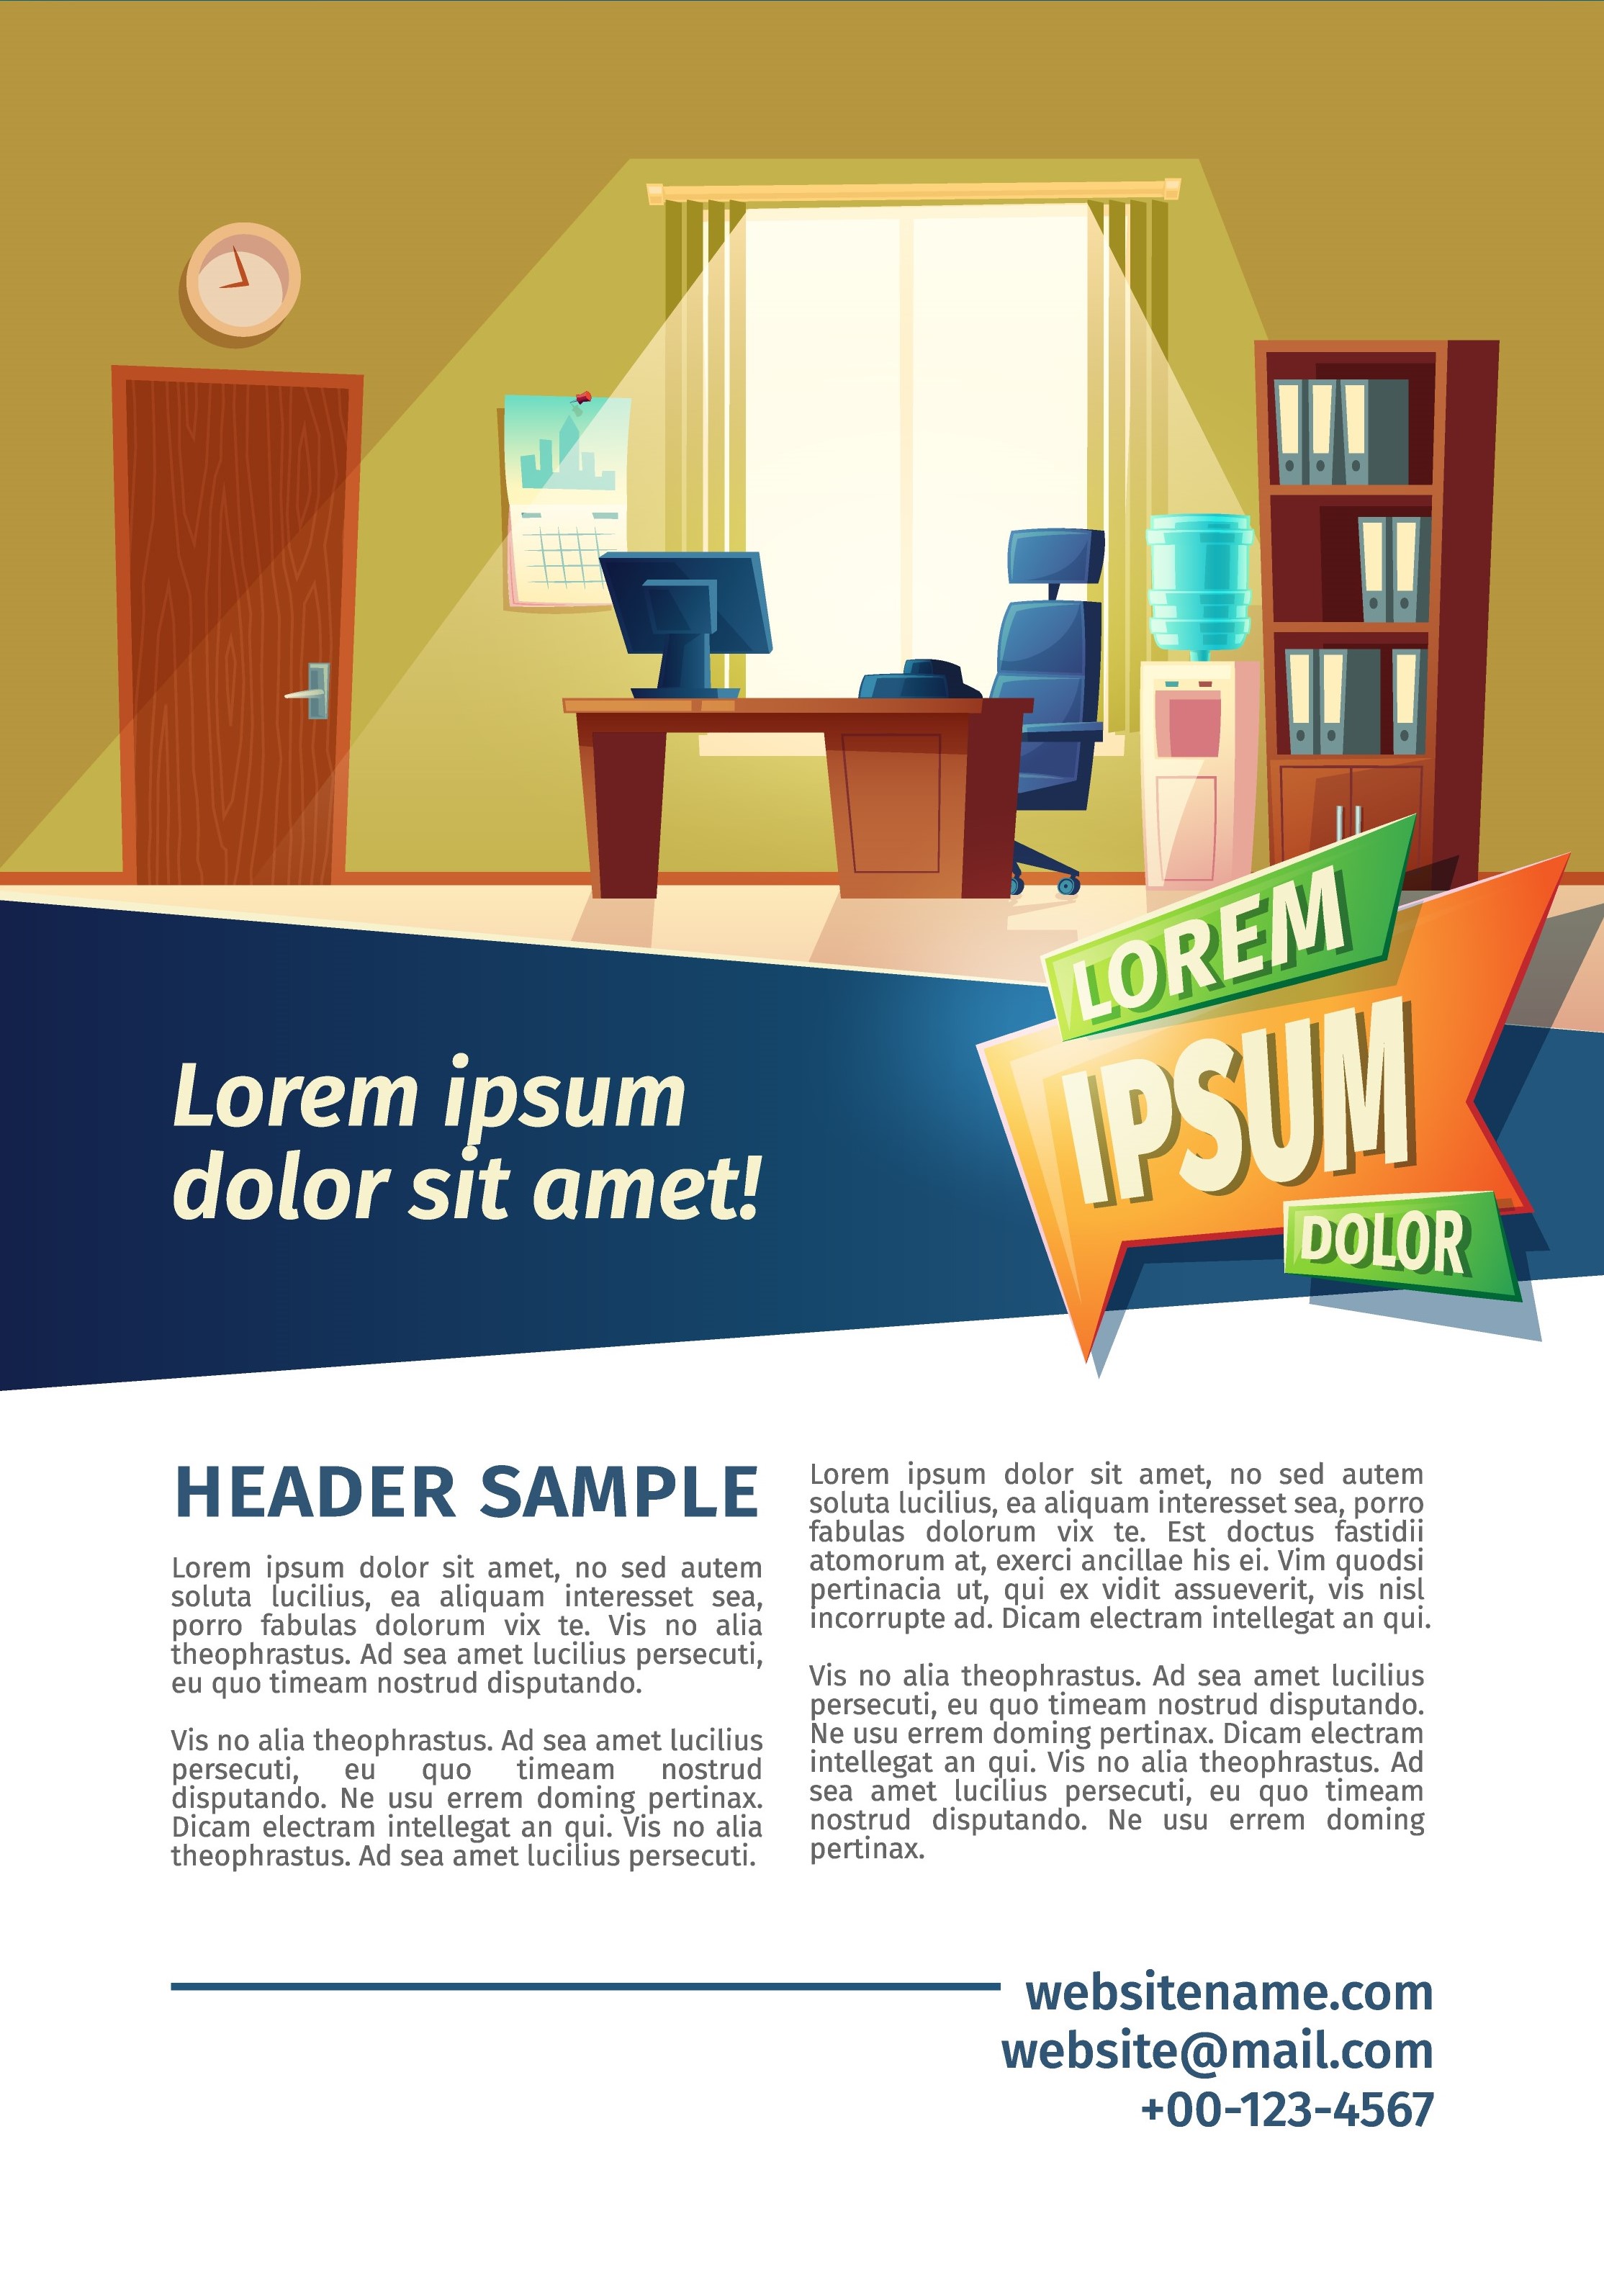 LOREM
IPSUM
DOLOR
Lorem ipsum
dolor sit amet!
HEADER SAMPLE
Lorem ipsum dolor sit amet, no sed autem
soluta lucilius, ea aliquam interesset sea,
porro fabulas dolorum vix te. Vis no alia
theophrastus. Ad sea amet lucilius persecuti,
eu quo timeam nostrud disputando.
Vis no alia theophrastus. Ad sea amet lucilius
persecuti, eu quo timeam nostrud
disputando. Ne usu errem doming pertinax.
Dicam electram intellegat an qui. Vis no alia
theophrastus. Ad sea amet lucilius persecuti.
Lorem ipsum dolor sit amet, no sed autem
soluta lucilius, ea aliquam interesset sea, porro
fabulas dolorum vix te. Est doctus fastidii
atomorum at, exerci ancillae his ei. Vim quodsi
pertinacia ut, qui ex vidit assueverit, vis nisl
incorrupte ad. Dicam electram intellegat an qui.
Vis no alia theophrastus. Ad sea amet lucilius
persecuti, eu quo timeam nostrud disputando.
Ne usu errem doming pertinax. Dicam electram
intellegat an qui. Vis no alia theophrastus. Ad
sea amet lucilius persecuti, eu quo timeam
nostrud disputando. Ne usu errem doming
pertinax.
websitename.com
website@mail.com
+00-123-4567